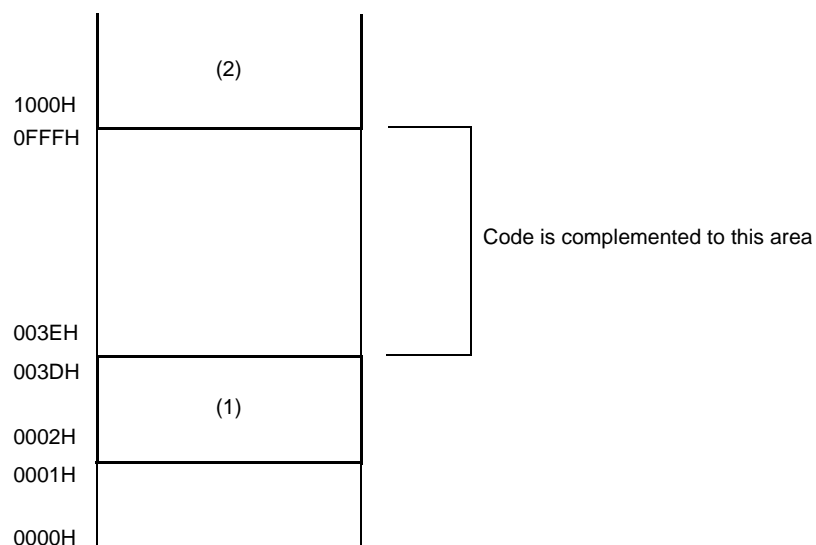 (2)
1000H
0FFFH
Code is complemented to this area
003EH
003DH
(1)
0002H
0001H
0000H